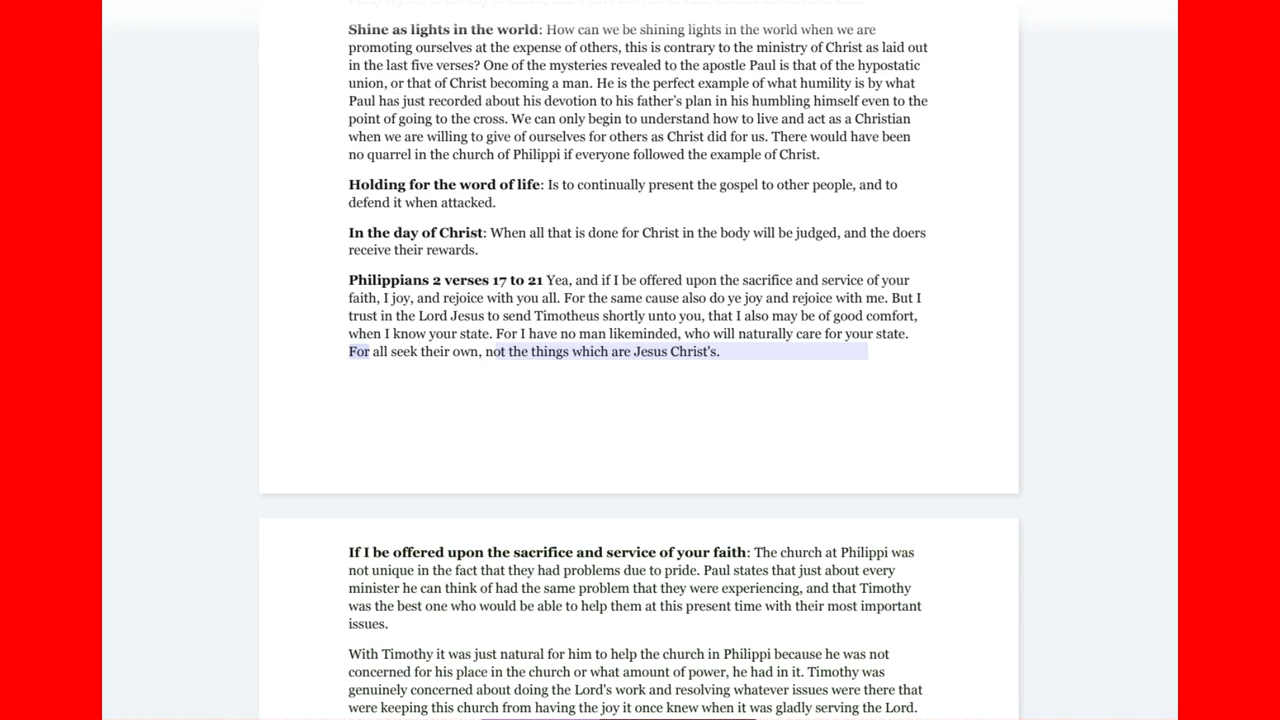 Shine as lights in the world: How can we be shining lights in the world when we are
promoting ourselves at the expense of others, this is contrary to the ministry of Christ as laid out
in the last five verses? One of the mysteries revealed to the apostle Paul is that of the hypostatic
union, or that of Christ becoming a man. He is the perfect example of what humility is by what
Paul has just recorded about his devotion to his father's plan in his humbling himself even to the
point of going to the cross. We can only begin to understand how to live and act as a Christian
when we are willing to give of ourselves for others as Christ did for us. There would have been
no quarrel in the church of Philippi if everyone followed the example of Christ.
Holding for the word of life: Is to continually present the gospel to other people, and to
defend it when attacked.
In the day of Christ: When all that is done for Christ in the body will be judged, and the doers
receive their rewards.
Philippians 2 verses 17 to 21 Yea, and if I be offered upon the sacrifice and service of your
faith, I joy, and rejoice with you all. For the same cause also do ye joy and rejoice with me. But I
trust in the Lord Jesus to send Timotheus shortly unto you, that I also may be of good comfort,
when I know your state. For I have no man likeminded, who will naturally care for your state.
For all seek their own, not the things which are Jesus Christ's.
If I be offered upon the sacrifice and service of your faith: The church at Philippi was
not unique in the fact that they had problems due to pride. Paul states that just about every
minister he can think of had the same problem that they were experiencing, and that Timothy
was the best one who would be able to help them at this present time with their most important
issues.
With Timothy it was just natural for him to help the church in Philippi because he was not
concerned for his place in the church or what amount of power, he had in it. Timothy was
genuinely concerned about doing the Lord's work and resolving whatever issues were there that
were keeping this church from having the joy it once knew when it was gladly serving the Lord.